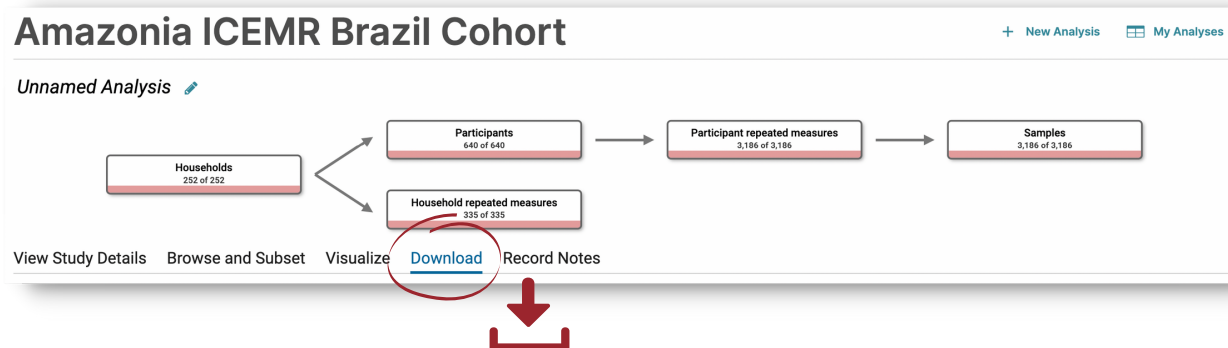 Amazonia ICEMR Brazil Cohort
New Analysis
My Analyses
Unnamed Analysis
Participants
640 of 640
Participant repeated measures
3,186 of 3,186
Samples
3,186 of 3,186
Households
252 of 252
Household repeated measures
335 of 335
View Study Details Browse and Subset Visualize Download Record Notes